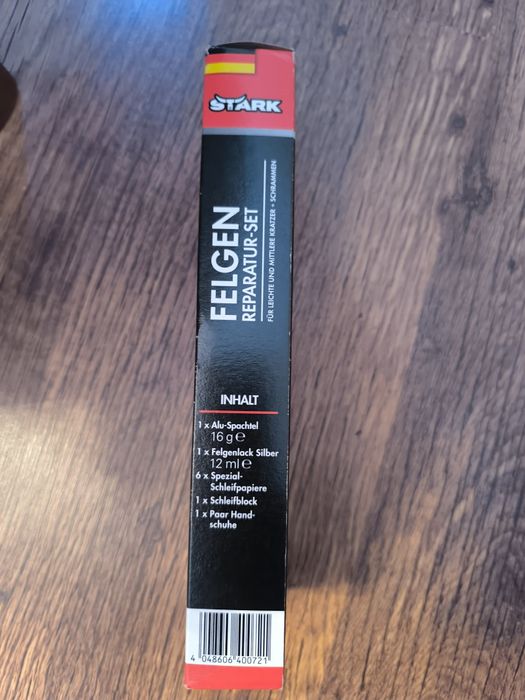 STARK
FELGEN
REPARATUR-SET
FÜR LEICHTE UND MITTLERE KRATZER + SCHRAMMEN
INHALT
1 x Alu-Spachtel
16 g ℮
1 x Felgenlack Silber
12 ml ℮
6 x Spezial-
Schleifpapiere
1 x Schleifblock
1 x Paar Hand-
schuhe
4 048606 400721